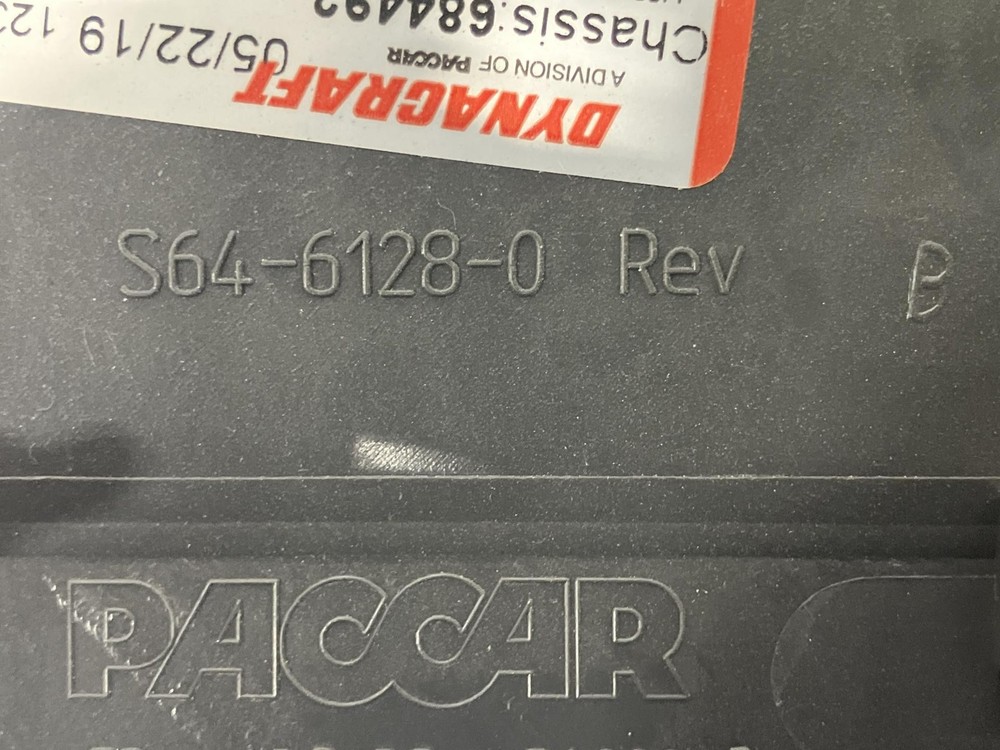 DYNACRAFT
A DIVISION OF PACCAR
05/22/19
Chassis:684492
S64-6128-0 Rev B
PACCAR